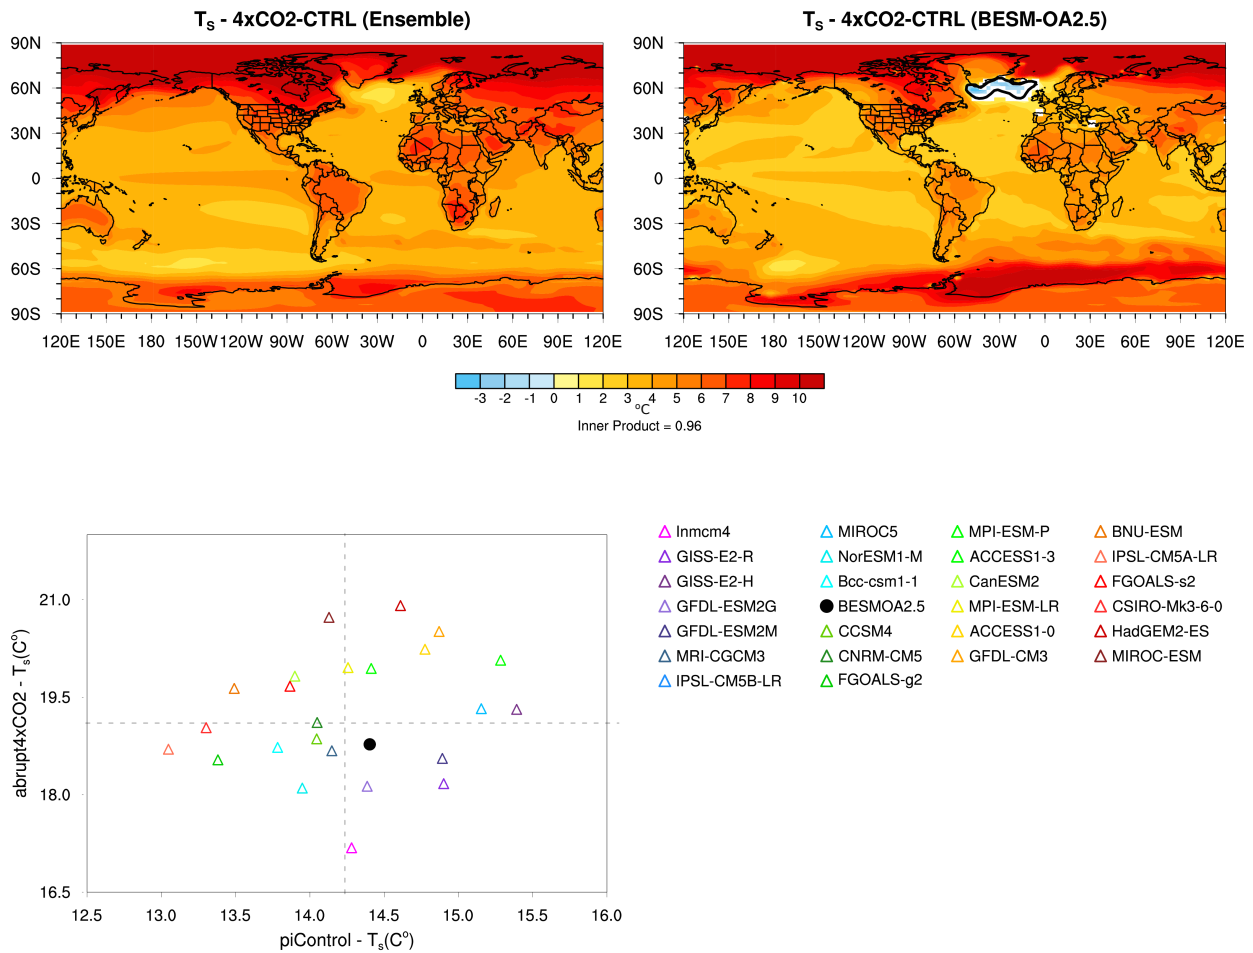 T_S - 4xCO2-CTRL (Ensemble)
T_S - 4xCO2-CTRL (BESM-OA2.5)
90N
60N
30N
0
30S
60S
90S
120E 150E 180 150W 120W 90W 60W 30W 0 30E 60E 90E 120E
90N
60N
30N
0
30S
60S
90S
120E 150E 180 150W 120W 90W 60W 30W 0 30E 60E 90E 120E
-3 -2 -1 0 1 2 3 4 5 6 7 8 9 10
°C
Inner Product = 0.96
abrupt4xCO2 - T_s(C°)
21.0
19.5
18.0
16.5
12.5 13.0 13.5 14.0 14.5 15.0 15.5 16.0
piControl - T_s(C°)
Inmcm4
GISS-E2-R
GISS-E2-H
GFDL-ESM2G
GFDL-ESM2M
MRI-CGCM3
IPSL-CM5B-LR
MIROC5
NorESM1-M
Bcc-csm1-1
BESMOA2.5
CCSM4
CNRM-CM5
FGOALS-g2
MPI-ESM-P
ACCESS1-3
CanESM2
MPI-ESM-LR
ACCESS1-0
GFDL-CM3
BNU-ESM
IPSL-CM5A-LR
FGOALS-s2
CSIRO-Mk3-6-0
HadGEM2-ES
MIROC-ESM